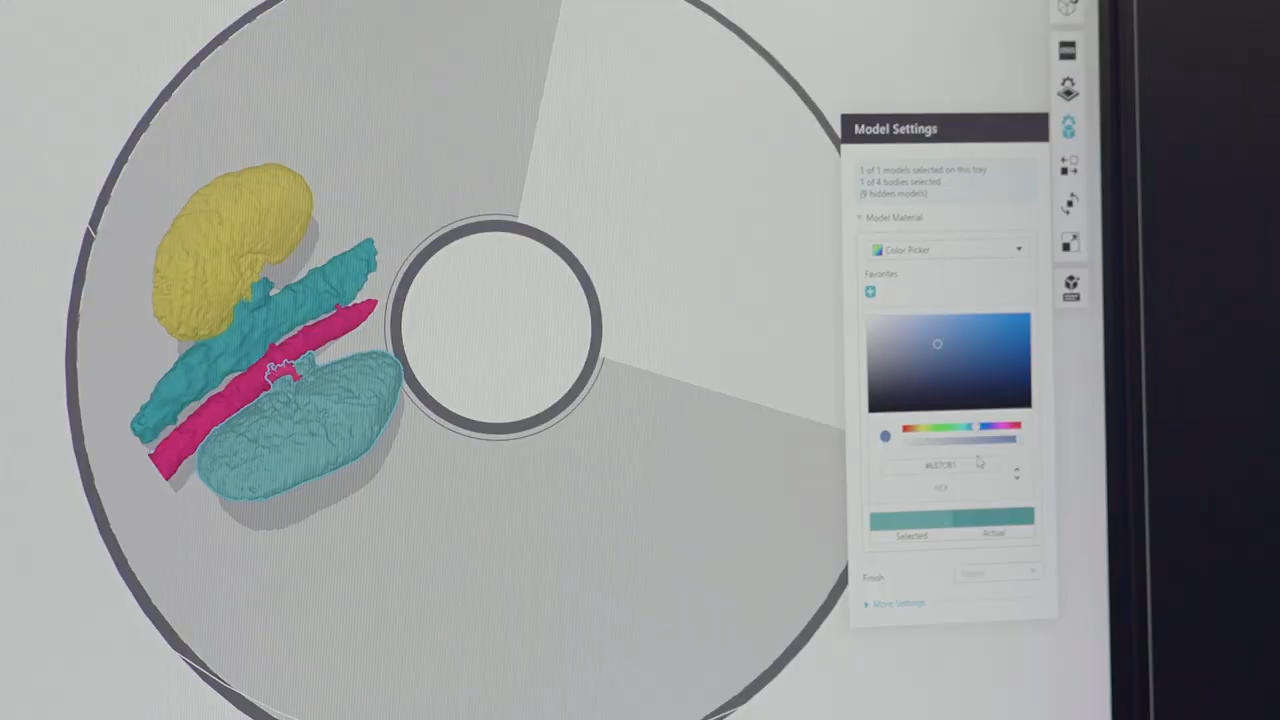 Model Settings
1 of 1 models selected on this tray
1 of 4 bodies selected
(9 hidden models)
Model Material
Color Picker
Favorites
HEX
Selected
Actual
Finish
More Settings